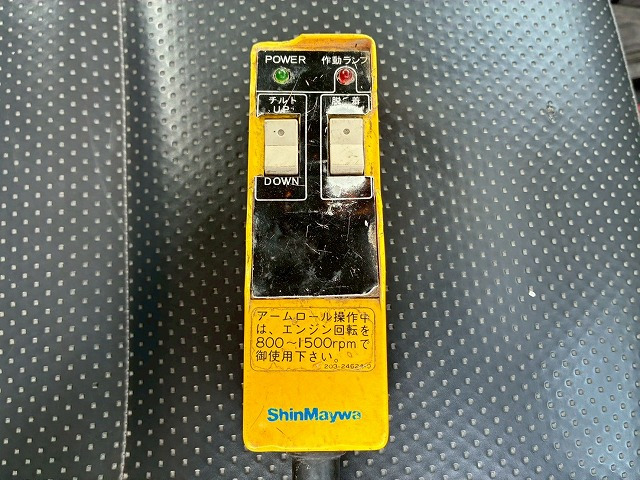 POWER 作動ランプ
チルト
UP
脱 着
DOWN
アームロール操作中
は、エンジン回転を
800～1500rpmで
御使用下さい。
ShinMaywa